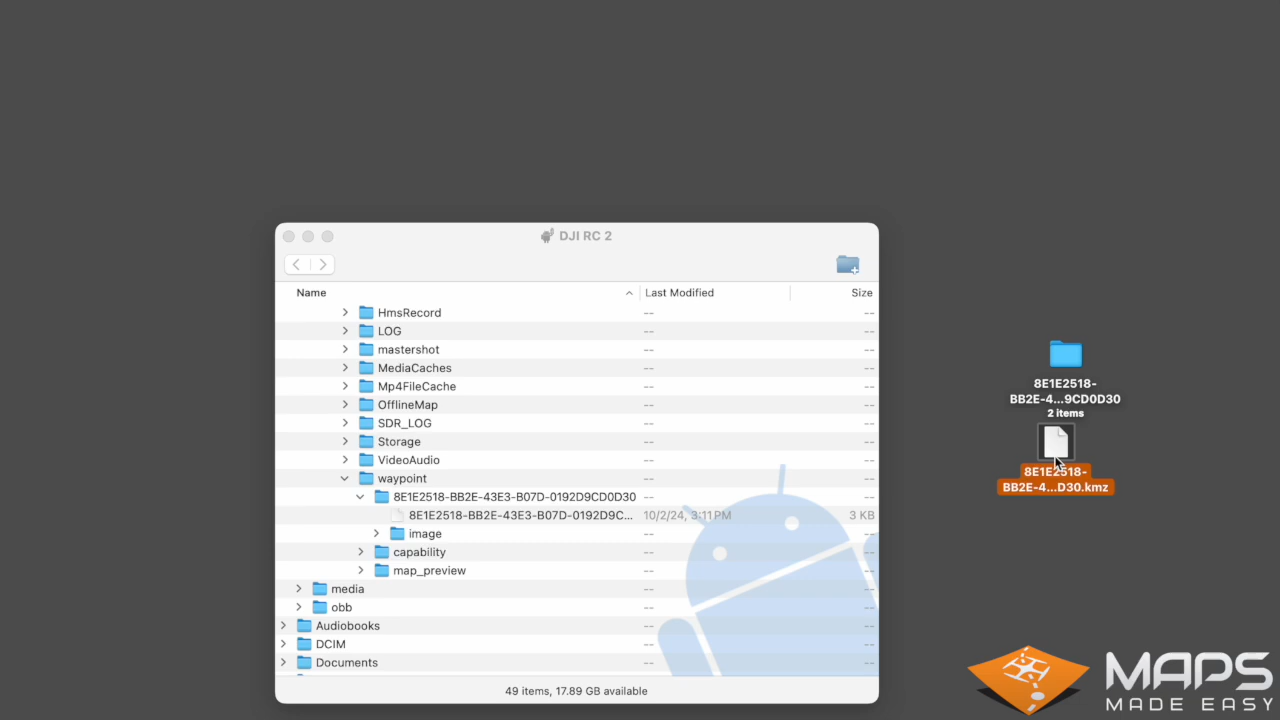 DJI RC 2
Name Last Modified Size
HmsRecord -- --
LOG -- --
mastershot -- --
MediaCaches -- --
Mp4FileCache -- --
OfflineMap -- --
SDR_LOG -- --
Storage -- --
VideoAudio -- --
waypoint -- --
8E1E2518-BB2E-43E3-B07D-0192D9CD0D30 -- --
8E1E2518-BB2E-43E3-B07D-0192D9C... 10/2/24, 3:11 PM 3 KB
image -- --
capability -- --
map_preview -- --
media -- --
obb -- --
Audiobooks -- --
DCIM -- --
Documents -- --
49 items, 17.89 GB available
8E1E2518-
BB2E-4...9CD0D30
2 items
8E1E2518-
BB2E-4...D30.kmz
MAPS
MADE EASY